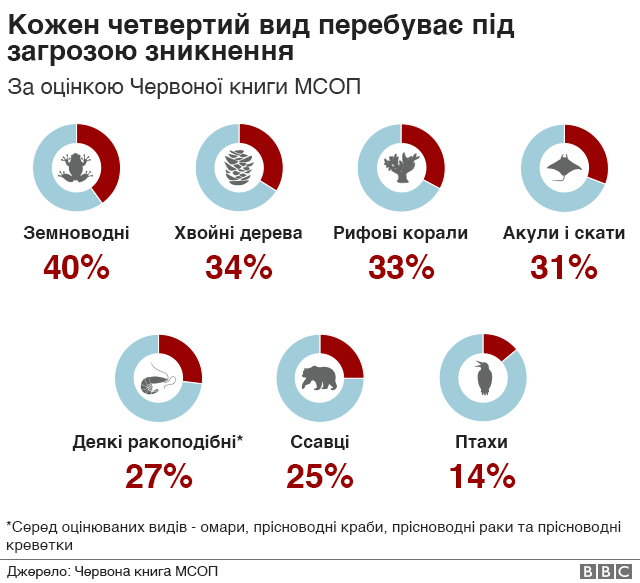 Кожен четвертий вид перебуває під
загрозою зникнення
За оцінкою Червоної книги МСОП
Земноводні
40%
Хвойні дерева
34%
Рифові корали
33%
Акули і скати
31%
Деякі ракоподібні*
27%
Ссавці
25%
Птахи
14%
*Серед оцінюваних видів - омари, прісноводні краби, прісноводні раки та прісноводні
креветки
Джерело: Червона книга МСОП
BBC